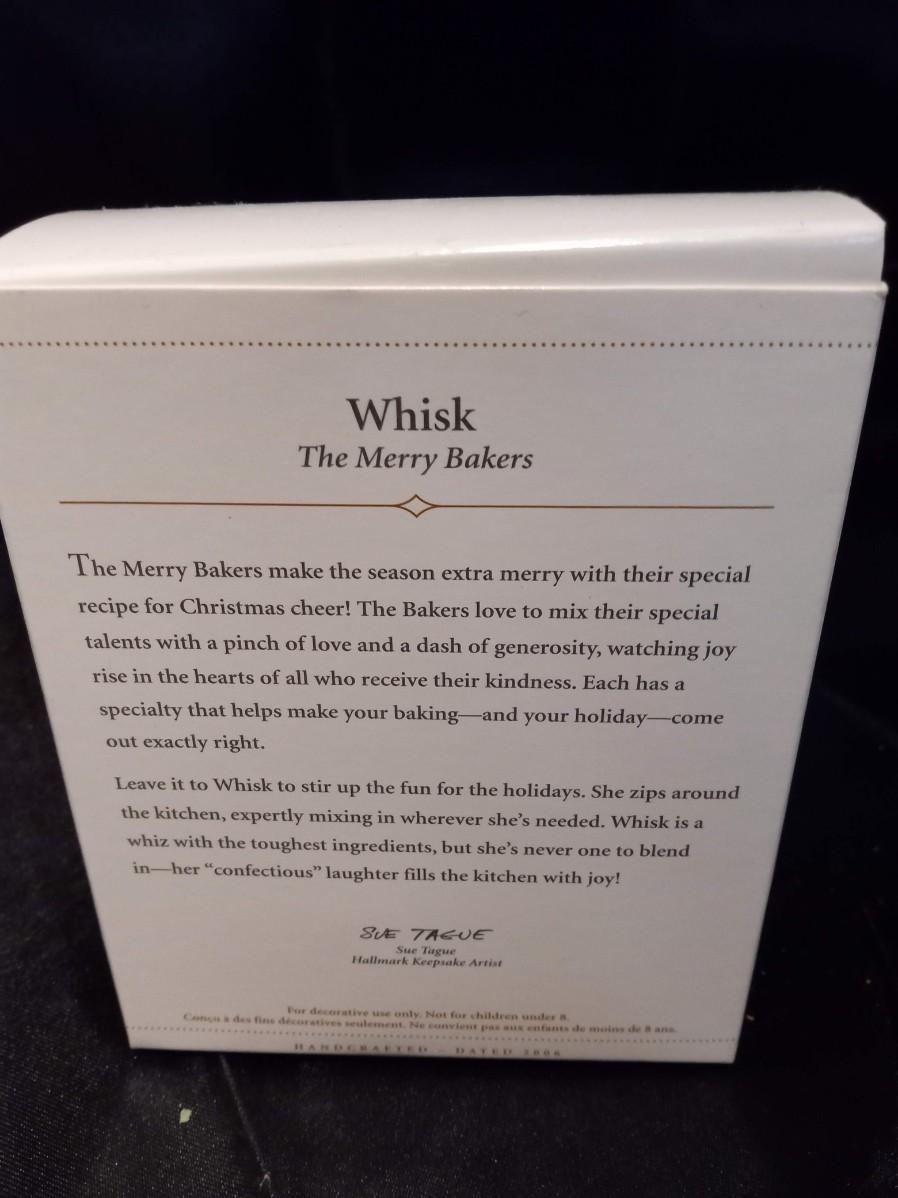 Whisk
The Merry Bakers
The Merry Bakers make the season extra merry with their special
recipe for Christmas cheer! The Bakers love to mix their special
talents with a pinch of love and a dash of generosity, watching joy
rise in the hearts of all who receive their kindness. Each has a
specialty that helps make your baking—and your holiday—come
out exactly right.
Leave it to Whisk to stir up the fun for the holidays. She zips around
the kitchen, expertly mixing in wherever she's needed. Whisk is a
whiz with the toughest ingredients, but she's never one to blend
in—her “confectious” laughter fills the kitchen with joy!
SUE TAGUE
Sue Tague
Hallmark Keepsake Artist
For decorative use only. Not for children under 8.
Conçu à des fins décoratives seulement. Ne convient pas aux enfants de moins de 8 ans.
HANDCRAFTED – DATED 2006